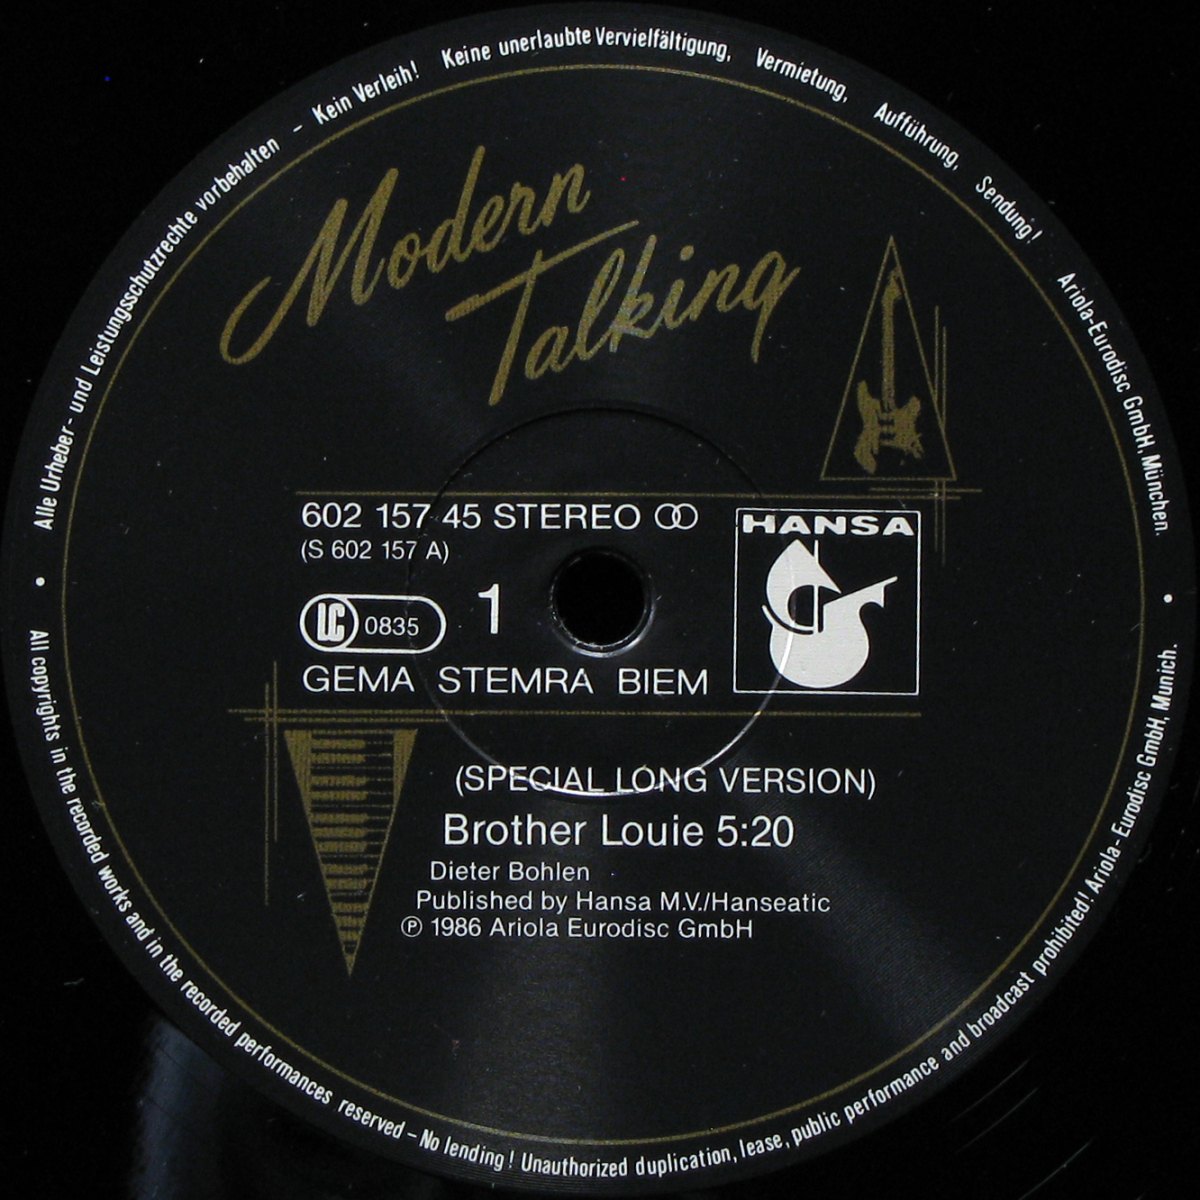 Alle Urheber- und Leistungsschutzrechte vorbehalten - Kein Verleih! Keine unerlaubte Vervielfältigung, Vermietung, Aufführung, Sendung! Ariola-Eurodisc GmbH, München.
Modern
Talking
602 157 45 STEREO
(S 602 157 A)
HANSA
LC 0835
1
GEMA STEMRA BIEM
(SPECIAL LONG VERSION)
Brother Louie 5:20
Dieter Bohlen
Published by Hansa M.V./Hanseatic
℗ 1986 Ariola Eurodisc GmbH
All copyrights in the recorded works and in the recorded performances reserved - No lending! Unauthorized duplication, lease, public performance and broadcast prohibited! Ariola-Eurodisc GmbH, Munich.